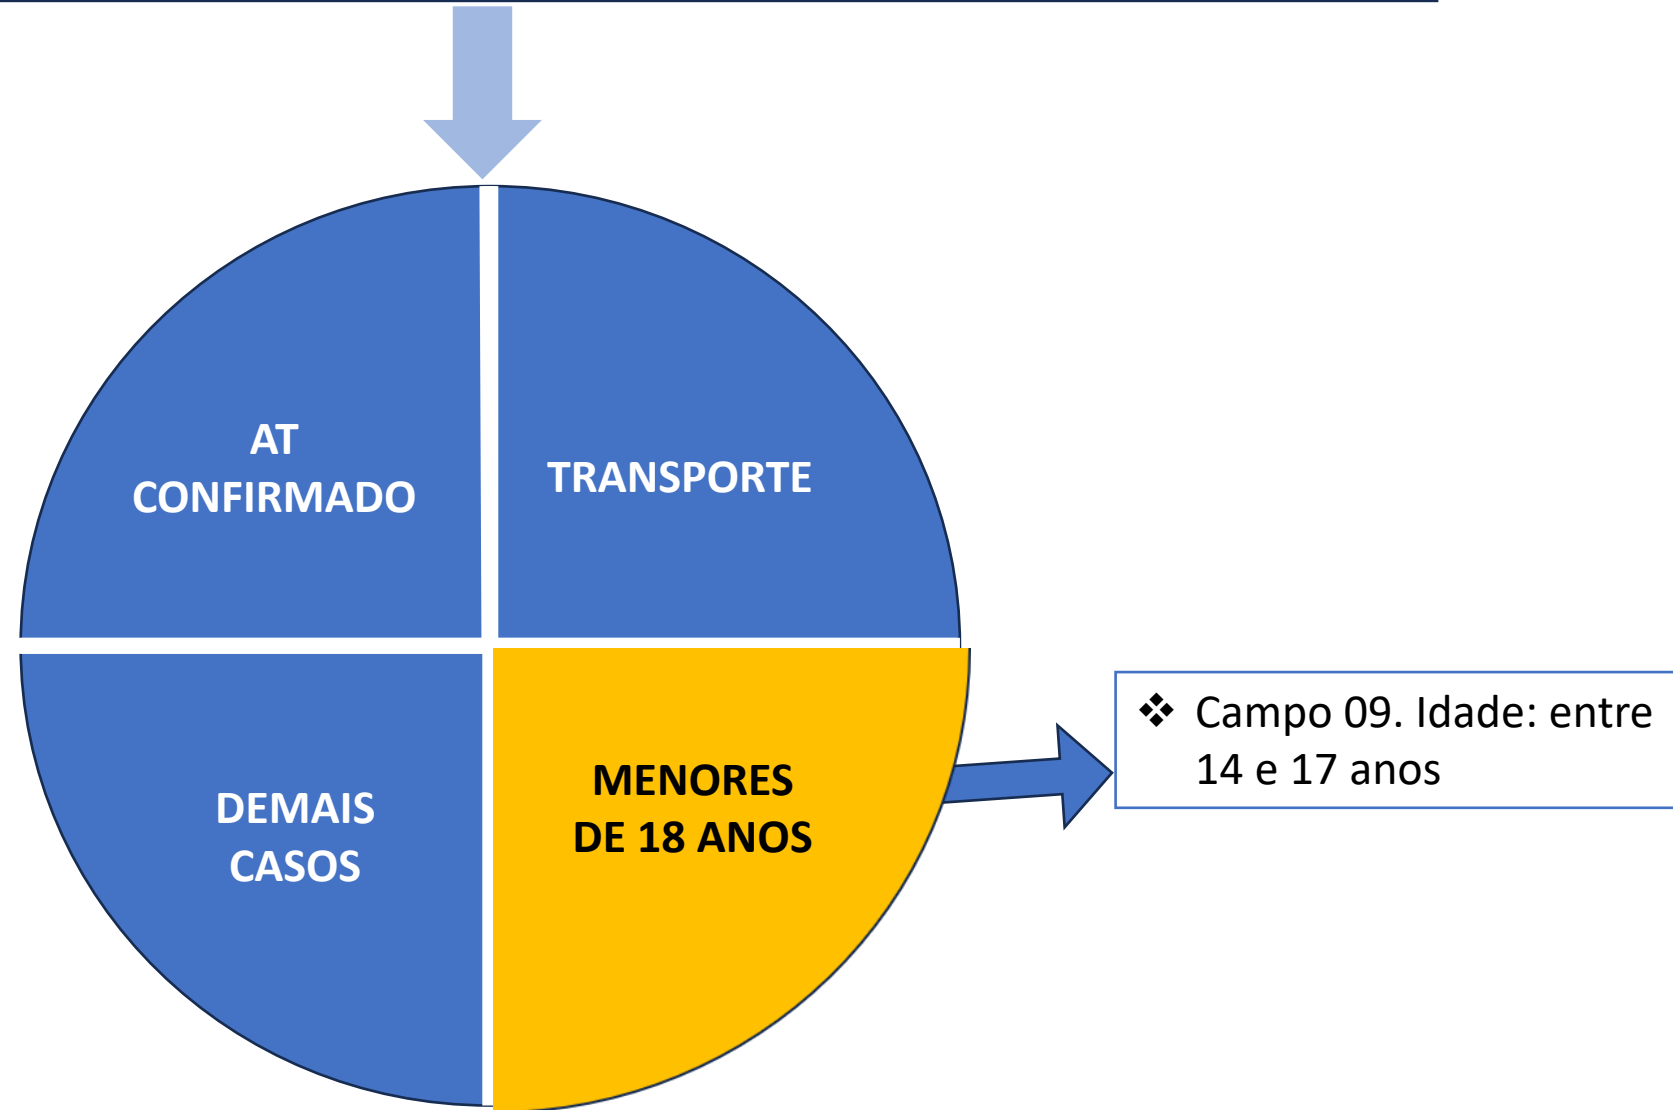 AT
CONFIRMADO
TRANSPORTE
DEMAIS
CASOS
MENORES
DE 18 ANOS
❖ Campo 09. Idade: entre
14 e 17 anos